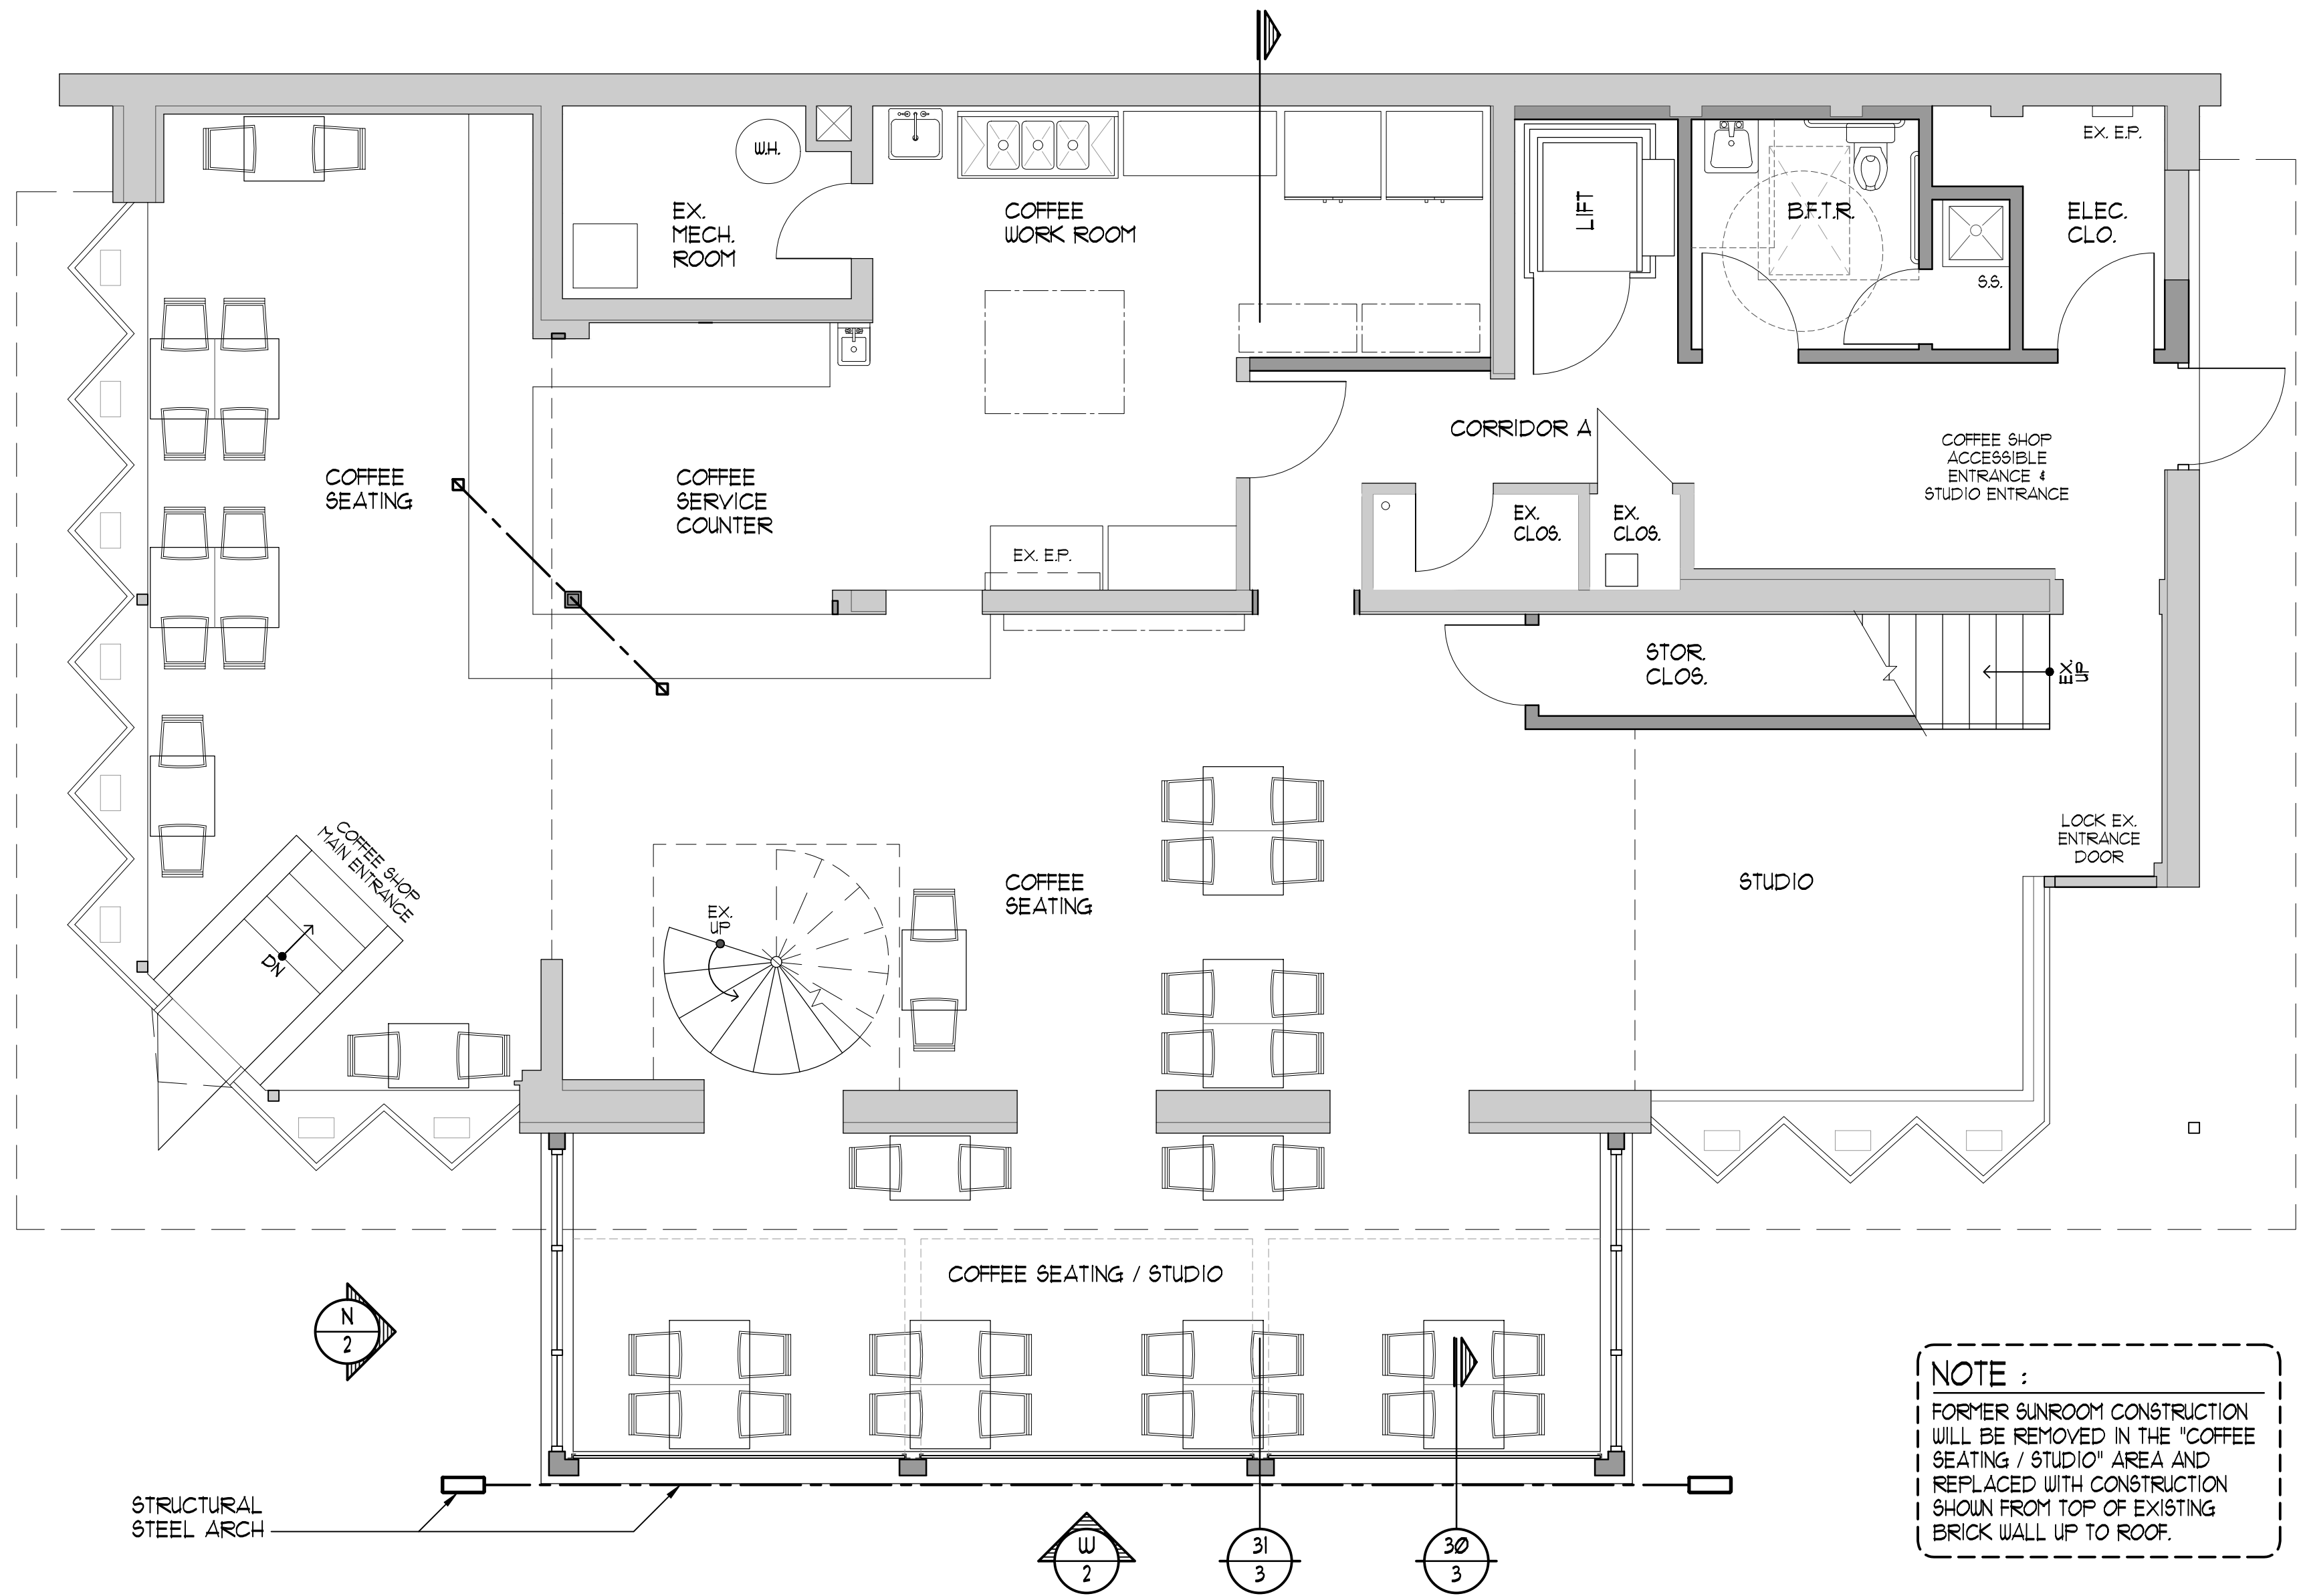 EX. E.P.
W.H.
EX.
MECH.
ROOM
COFFEE
WORK ROOM
LIFT
B.F.T.R.
ELEC.
CLO.
S.S.
CORRIDOR A
COFFEE SHOP
ACCESSIBLE
ENTRANCE &
STUDIO ENTRANCE
COFFEE
SEATING
COFFEE
SERVICE
COUNTER
EX. E.P.
EX.
CLOS.
EX.
CLOS.
STOR.
CLOS.
EX.
UP
COFFEE SHOP
MAIN ENTRANCE
DN
EX.
UP
COFFEE
SEATING
STUDIO
LOCK EX.
ENTRANCE
DOOR
COFFEE SEATING / STUDIO
N
2
NOTE :
FORMER SUNROOM CONSTRUCTION
WILL BE REMOVED IN THE "COFFEE
SEATING / STUDIO" AREA AND
REPLACED WITH CONSTRUCTION
SHOWN FROM TOP OF EXISTING
BRICK WALL UP TO ROOF.
STRUCTURAL
STEEL ARCH
W
2
31
3
30
3